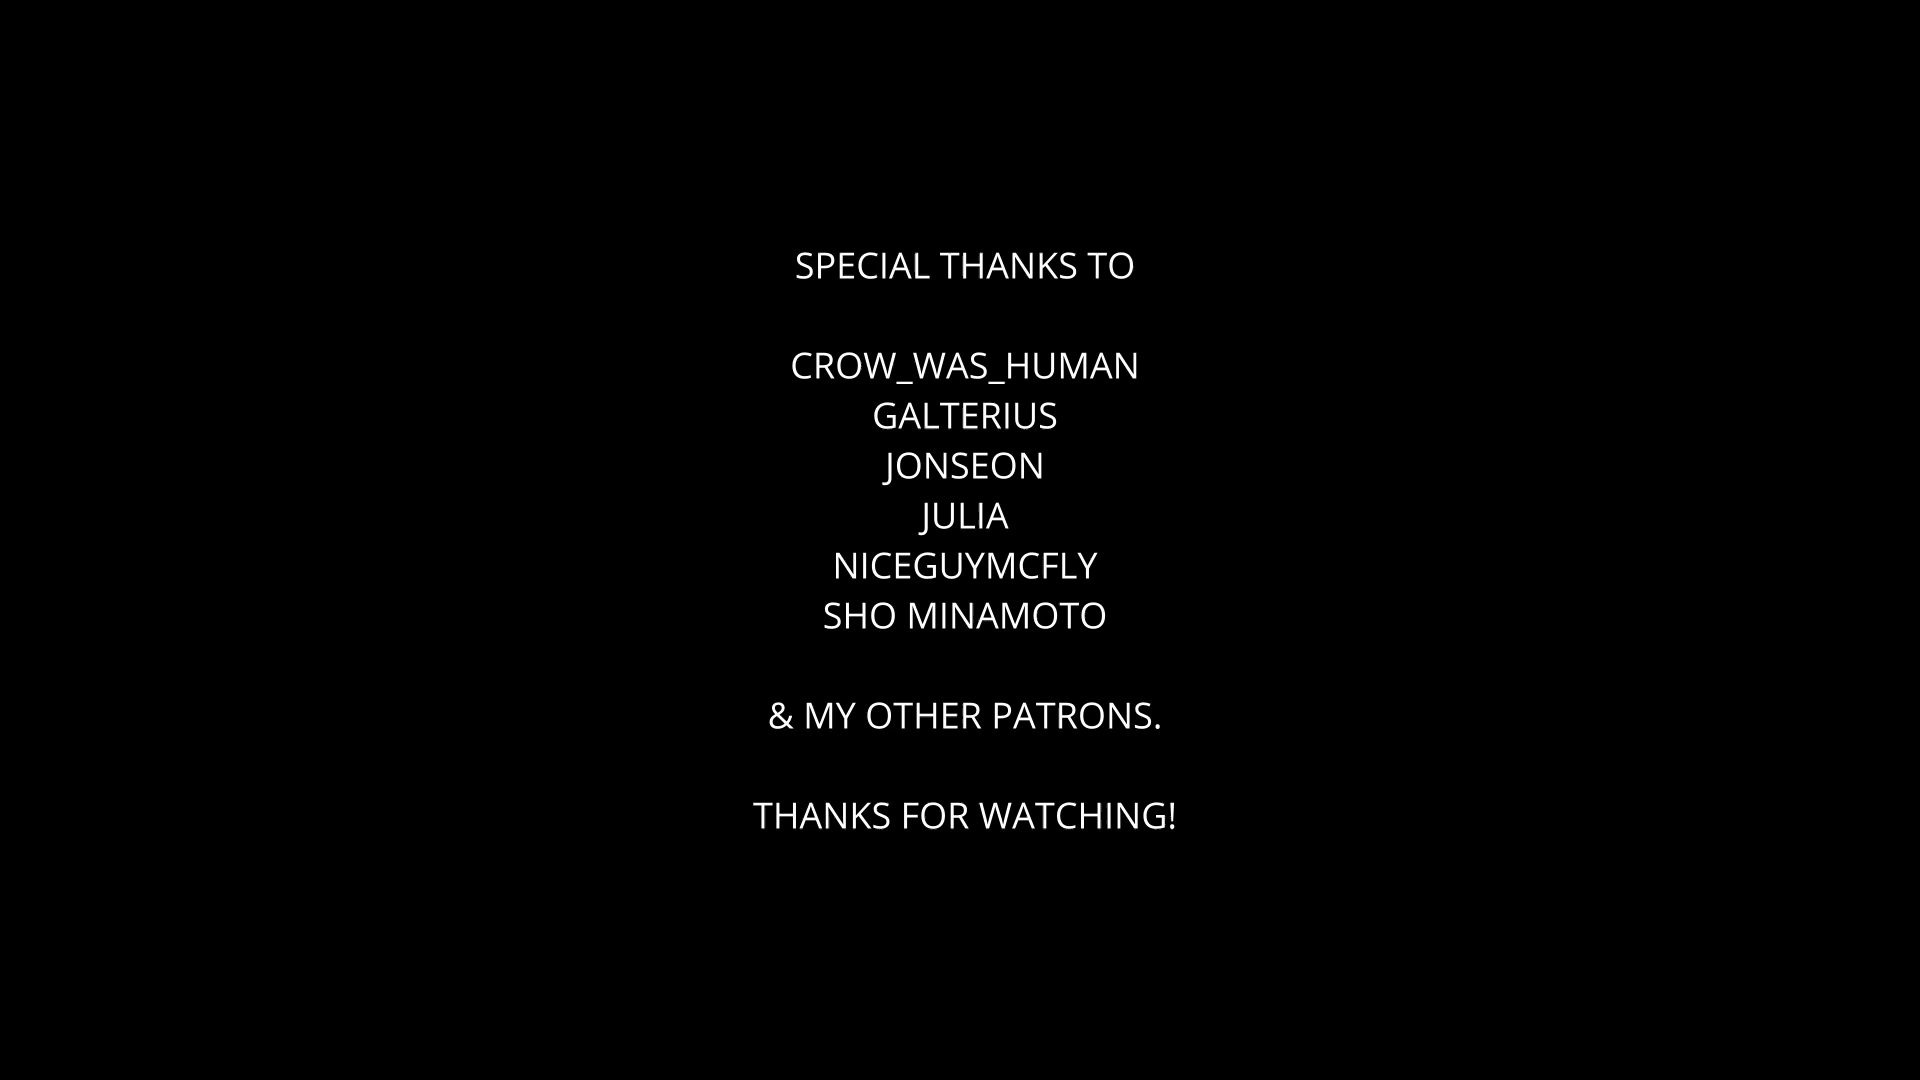 SPECIAL THANKS TO
CROW_WAS_HUMAN
GALTERIUS
JONSEON
JULIA
NICEGUYMCFLY
SHO MINAMOTO
& MY OTHER PATRONS.
THANKS FOR WATCHING!